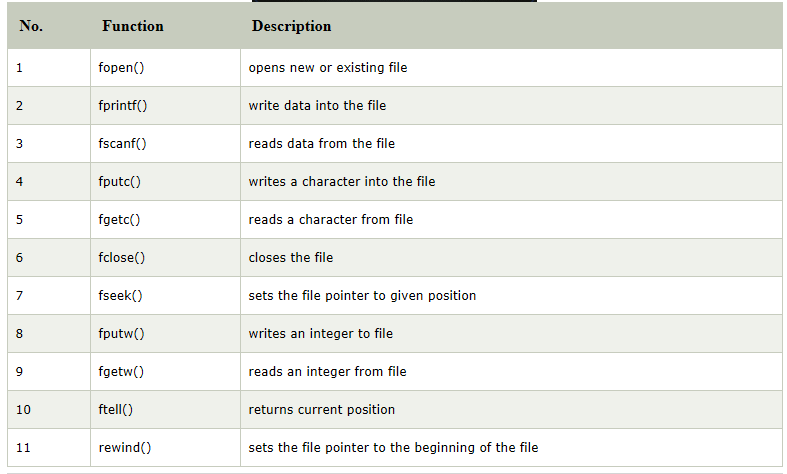 No. Function Description
1 fopen() opens new or existing file
2 fprintf() write data into the file
3 fscanf() reads data from the file
4 fputc() writes a character into the file
5 fgetc() reads a character from file
6 fclose() closes the file
7 fseek() sets the file pointer to given position
8 fputw() writes an integer to file
9 fgetw() reads an integer from file
10 ftell() returns current position
11 rewind() sets the file pointer to the beginning of the file